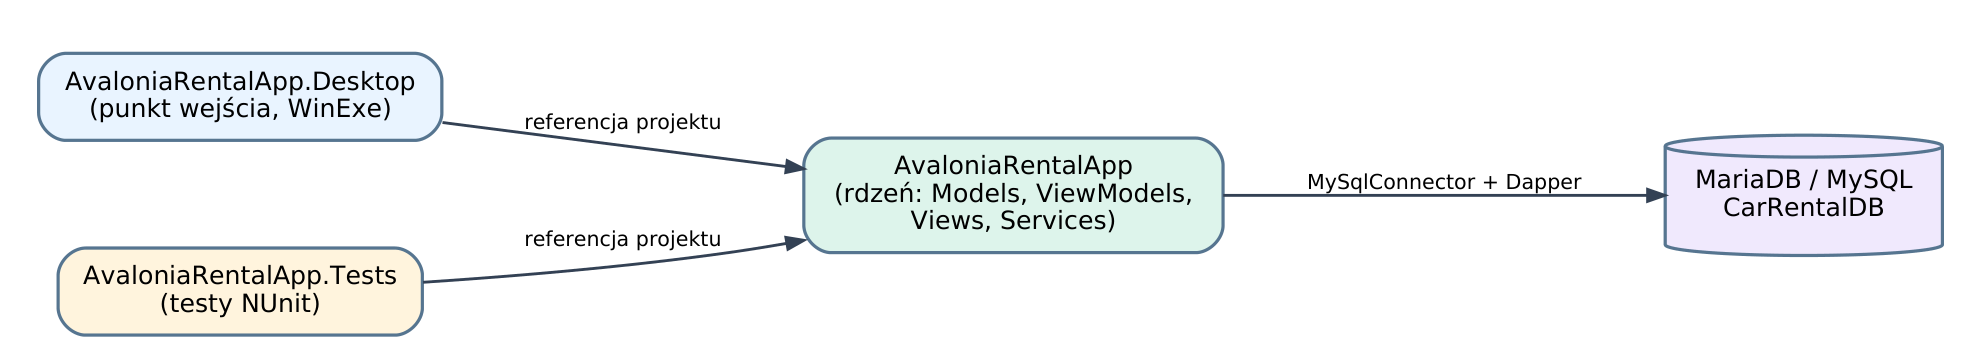 AvaloniaRentalApp.Desktop
(punkt wejścia, WinExe)
referencja projektu
AvaloniaRentalApp.Tests
(testy NUnit)
referencja projektu
AvaloniaRentalApp
(rdzeń: Models, ViewModels,
Views, Services)
MySqlConnector + Dapper
MariaDB / MySQL
CarRentalDB